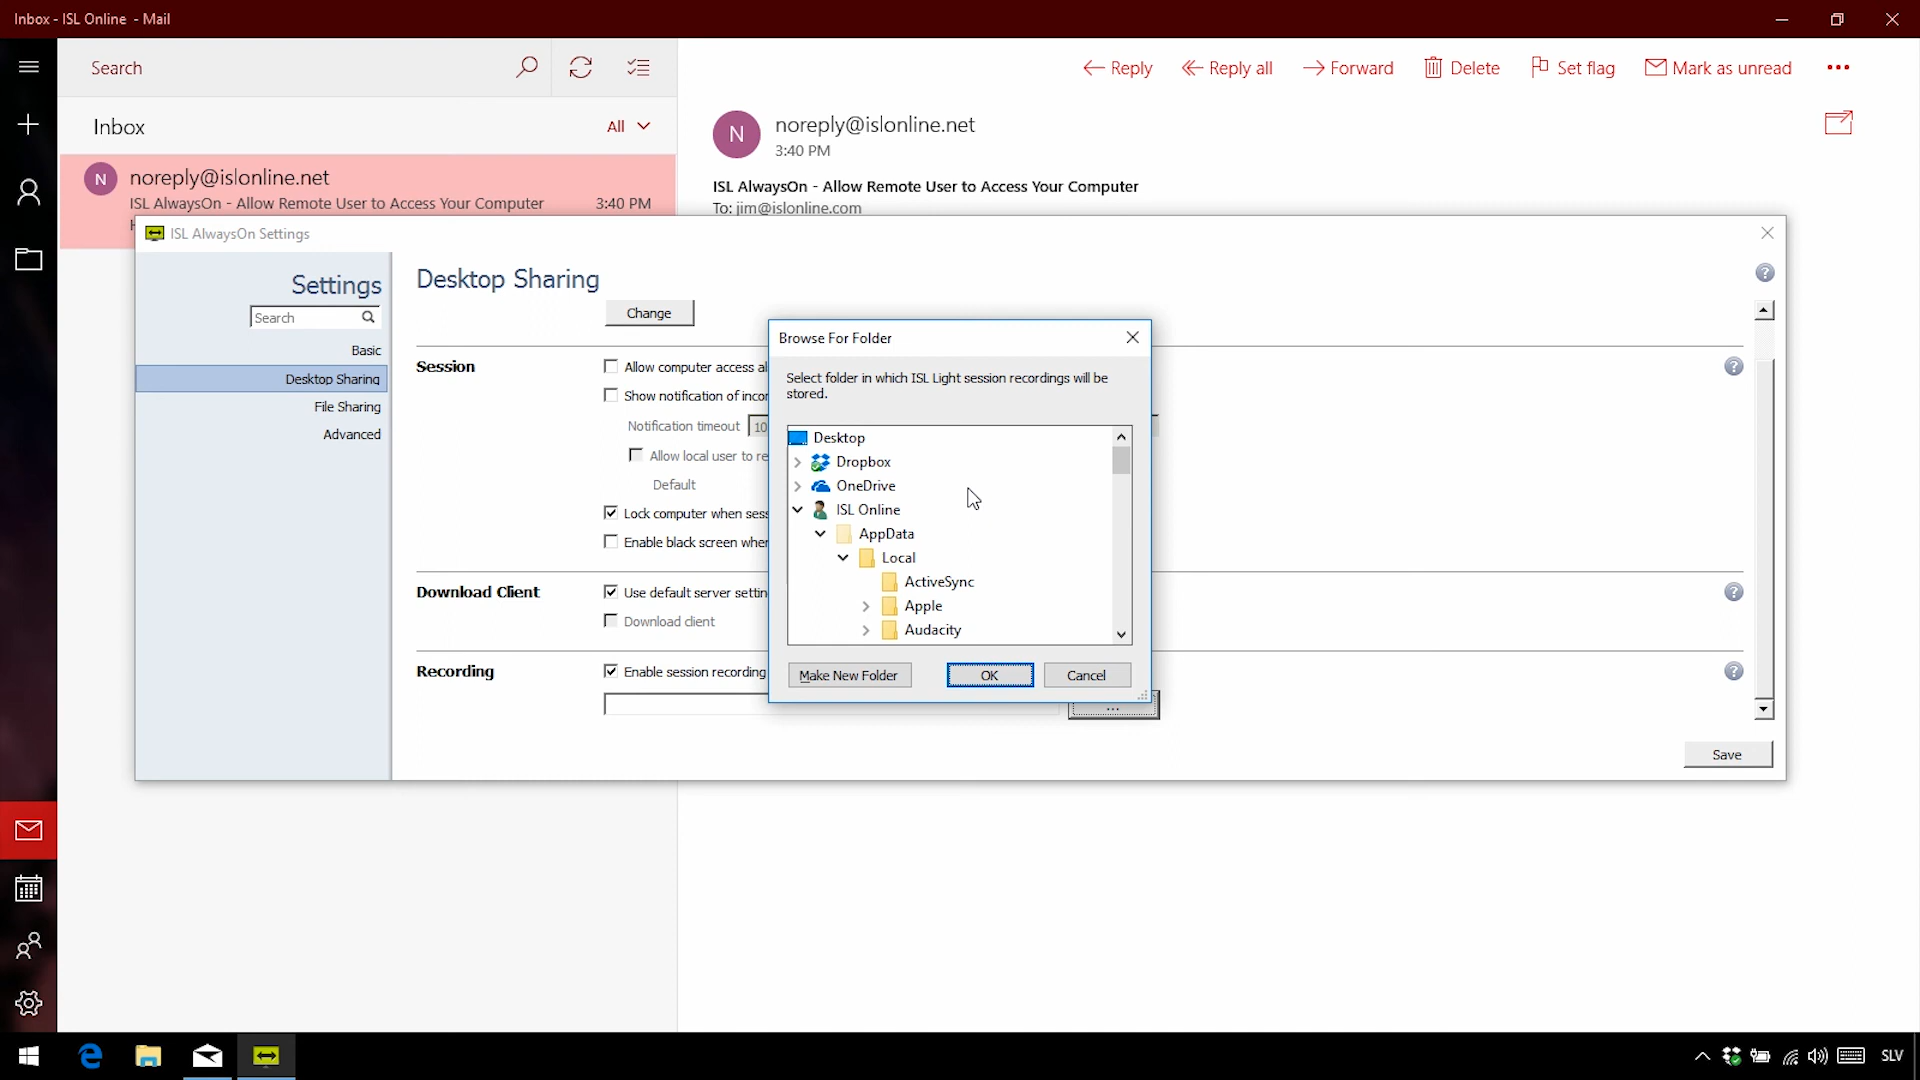 Inbox - ISL Online - Mail
Search
Reply
Reply all
Forward
Delete
Set flag
Mark as unread
Inbox
All
N
noreply@islonline.net
ISL AlwaysOn - Allow Remote User to Access Your Computer
3:40 PM
N
noreply@islonline.net
3:40 PM
ISL AlwaysOn - Allow Remote User to Access Your Computer
To: jim@islonline.com
ISL AlwaysOn Settings
Settings
Search
Basic
Desktop Sharing
File Sharing
Advanced
Desktop Sharing
Change
Session
Allow computer access
Show notification of
Notification timeout
10
Allow local user to
Default
Lock computer when
Enable black screen
Download Client
Use default server
Download client
Recording
Enable session recording
...
Save
Browse For Folder
Select folder in which ISL Light session recordings will be
stored.
Desktop
Dropbox
OneDrive
ISL Online
AppData
Local
ActiveSync
Apple
Audacity
Make New Folder
OK
Cancel
SLV